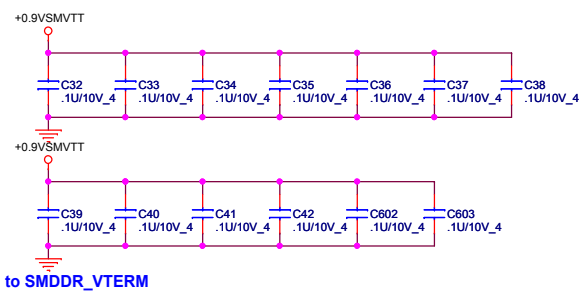 +0.9VSMVTT
C32 C33 C34 C35 C36 C37 C38
.1U/10V_4 .1U/10V_4 .1U/10V_4 .1U/10V_4 .1U/10V_4 .1U/10V_4 .1U/10V_4
+0.9VSMVTT
C39 C40 C41 C42 C602 C603
.1U/10V_4 .1U/10V_4 .1U/10V_4 .1U/10V_4 .1U/10V_4 .1U/10V_4
to SMDDR_VTERM